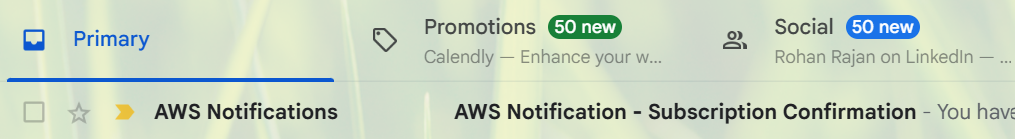 Primary
Promotions 50 new
Calendly — Enhance your w...
Social 50 new
Rohan Rajan on LinkedIn — ...
AWS Notifications AWS Notification - Subscription Confirmation - You have